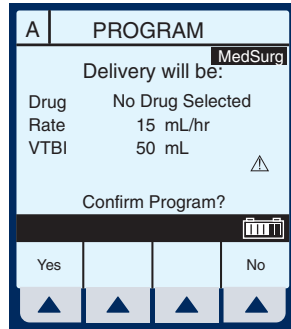 A PROGRAM
MedSurg
Delivery will be:
Drug No Drug Selected
Rate 15 mL/hr
VTBI 50 mL
Confirm Program?
Yes No